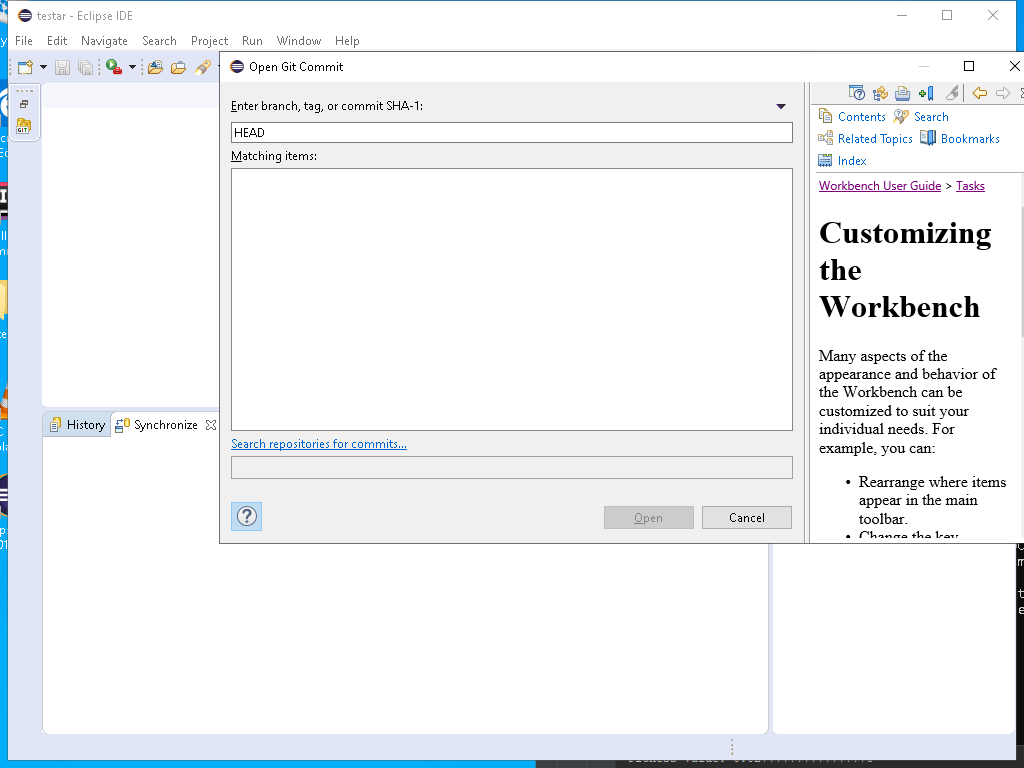 testar - Eclipse IDE
File Edit Navigate Search Project Run Window Help
Open Git Commit
Enter branch, tag, or commit SHA-1:
HEAD
Matching items:
Search repositories for commits...
Open
Cancel
GIT
History
Synchronize
Contents
Search
Related Topics
Bookmarks
Index
Workbench User Guide > Tasks
Customizing
the
Workbench
Many aspects of the
appearance and behavior of
the Workbench can be
customized to suit your
individual needs. For
example, you can:
• Rearrange where items
appear in the main
toolbar.
• Change the key